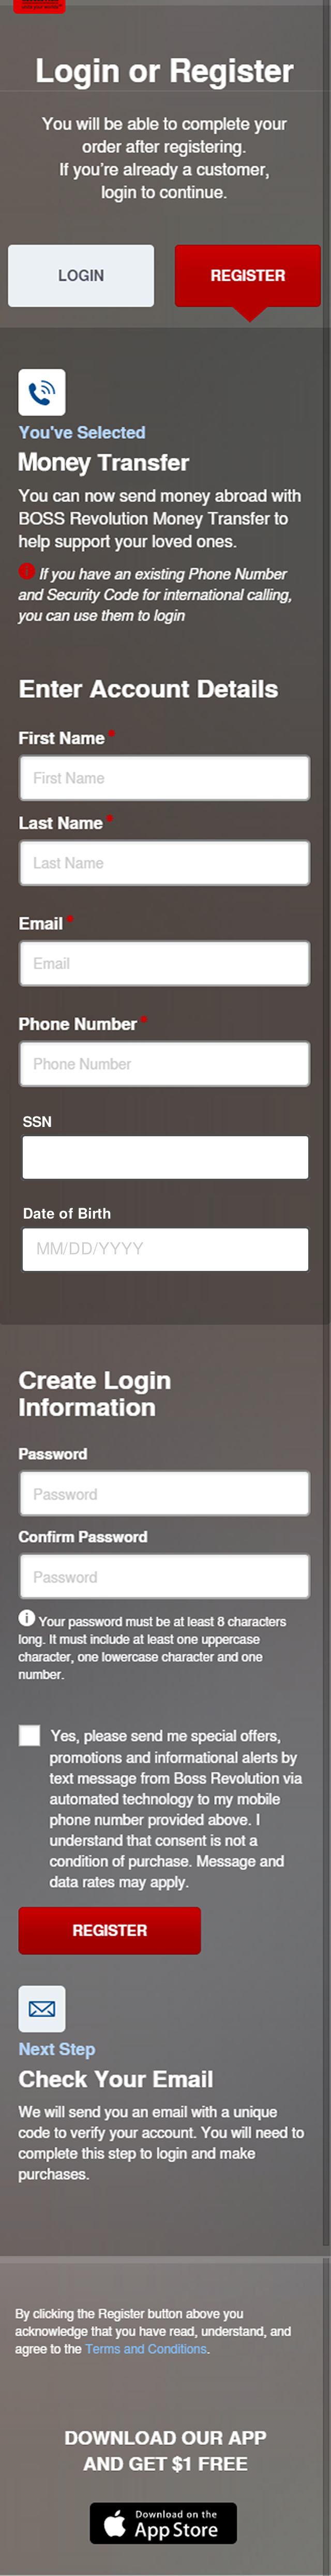 Login or Register
You will be able to complete your
order after registering.
If you're already a customer,
login to continue.
LOGIN
REGISTER
You've Selected
Money Transfer
You can now send money abroad with
BOSS Revolution Money Transfer to
help support your loved ones.
If you have an existing Phone Number
and Security Code for international calling,
you can use them to login
Enter Account Details
First Name *
First Name
Last Name *
Last Name
Email *
Email
Phone Number *
Phone Number
SSN
Date of Birth
MM/DD/YYYY
Create Login
Information
Password
Password
Confirm Password
Password
Your password must be at least 8 characters
long. It must include at least one uppercase
character, one lowercase character and one
number.
Yes, please send me special offers,
promotions and informational alerts by
text message from Boss Revolution via
automated technology to my mobile
phone number provided above. I
understand that consent is not a
condition of purchase. Message and
data rates may apply.
REGISTER
Next Step
Check Your Email
We will send you an email with a unique
code to verify your account. You will need to
complete this step to login and make
purchases.
By clicking the Register button above you
acknowledge that you have read, understand, and
agree to the Terms and Conditions.
DOWNLOAD OUR APP
AND GET $1 FREE
Download on the
App Store